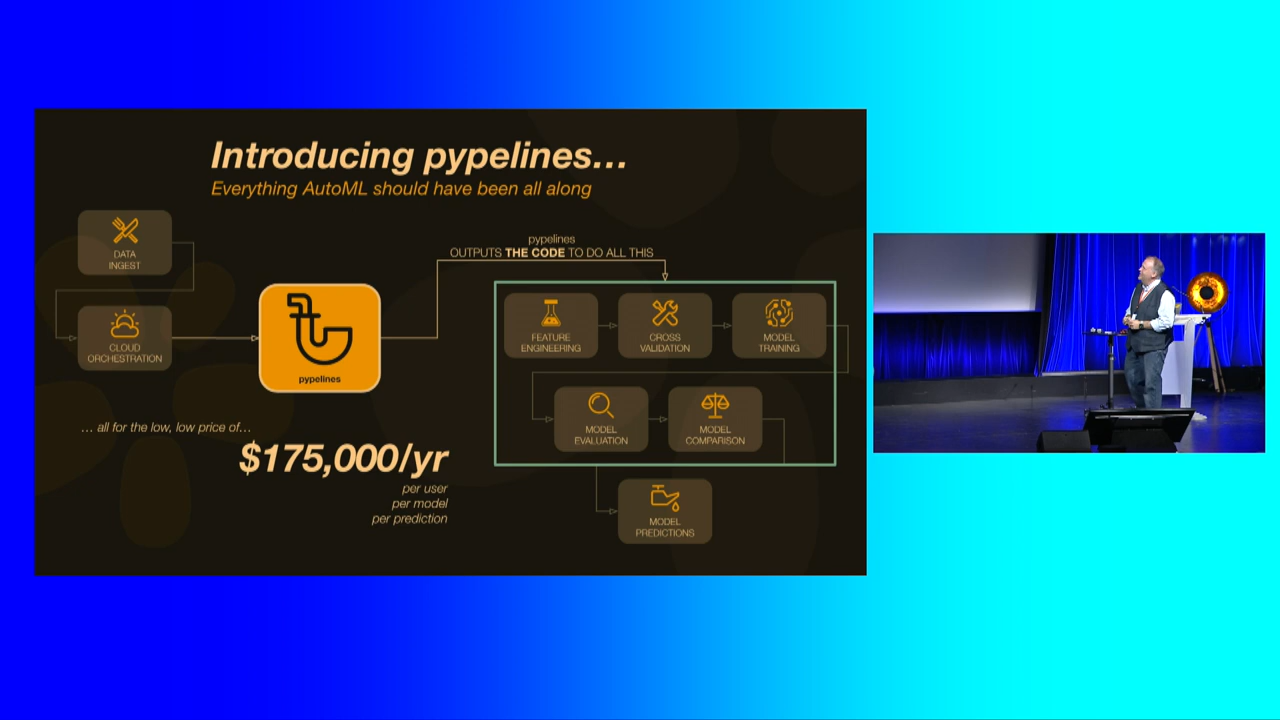 Introducing pypelines...
Everything AutoML should have been all along
DATA
INGEST
CLOUD
ORCHESTRATION
pypelines
pypelines
OUTPUTS THE CODE TO DO ALL THIS
FEATURE
ENGINEERING
CROSS
VALIDATION
MODEL
TRAINING
MODEL
EVALUATION
MODEL
COMPARISON
MODEL
PREDICTIONS
... all for the low, low price of...
$175,000/yr
per user
per model
per prediction